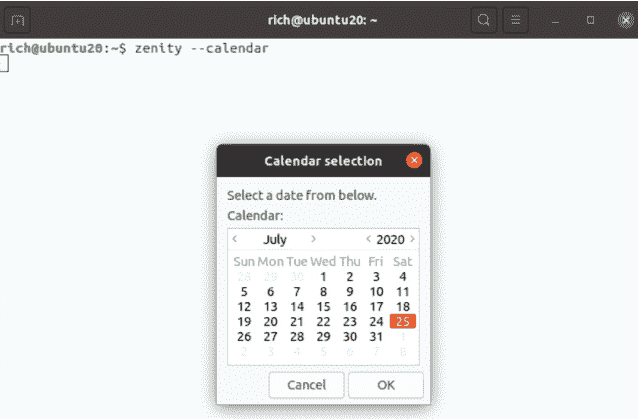 rich@ubuntu20: ~
rich@ubuntu20:~$ zenity --calendar
Calendar selection
Select a date from below.
Calendar:
‹ July › ‹ 2020 ›
Sun Mon Tue Wed Thu Fri Sat
28 29 30 1 2 3 4
5 6 7 8 9 10 11
12 13 14 15 16 17 18
19 20 21 22 23 24 25
26 27 28 29 30 31 1
2 3 4 5 6 7 8
Cancel OK